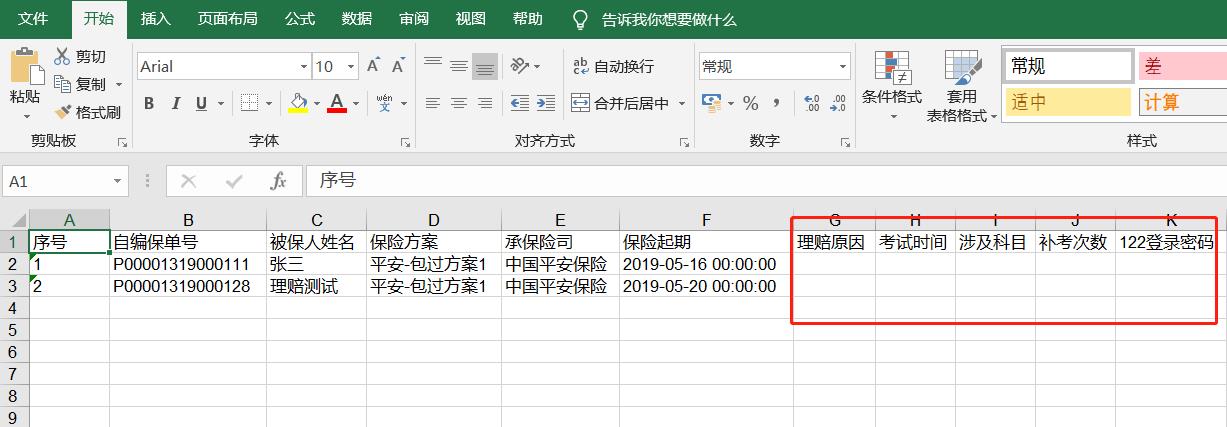 文件 开始 插入 页面布局 公式 数据 审阅 视图 帮助 告诉我你想要做什么
粘贴 剪切 复制 格式刷 剪贴板
Arial 10 A A
B I U A wén 文 字体
ab c 自动换行 合并后居中 对齐方式
常规 % , .0 .00 .00 .0 数字
条件格式 套用 表格格式
常规 差 适中 计算 样式
A1 fx 序号
A B C D E F G H I J K
1 序号 自编保单号 被保人姓名 保险方案 承保险司 保险起期 理赔原因 考试时间 涉及科目 补考次数 122登录密码
2 1 P00001319000111 张三 平安-包过方案1 中国平安保险 2019-05-16 00:00:00
3 2 P00001319000128 理赔测试 平安-包过方案1 中国平安保险 2019-05-20 00:00:00
4
5
6
7
8
9